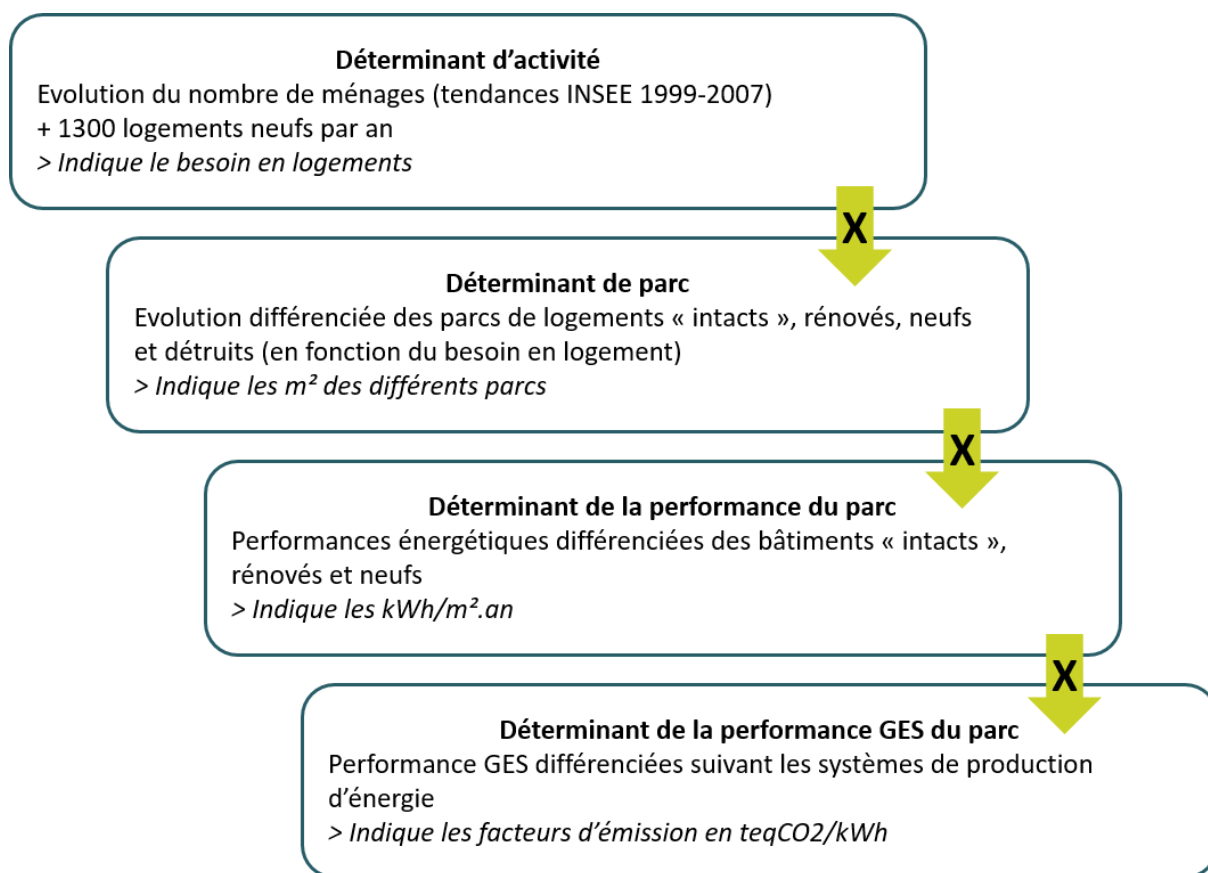 Déterminant d’activité
Evolution du nombre de ménages (tendances INSEE 1999-2007)
+ 1300 logements neufs par an
> Indique le besoin en logements
X
Déterminant de parc
Evolution différenciée des parcs de logements « intacts », rénovés, neufs
et détruits (en fonction du besoin en logement)
> Indique les m² des différents parcs
X
Déterminant de la performance du parc
Performances énergétiques différenciées des bâtiments « intacts »,
rénovés et neufs
> Indique les kWh/m².an
X
Déterminant de la performance GES du parc
Performance GES différenciées suivant les systèmes de production
d’énergie
> Indique les facteurs d’émission en teqCO2/kWh